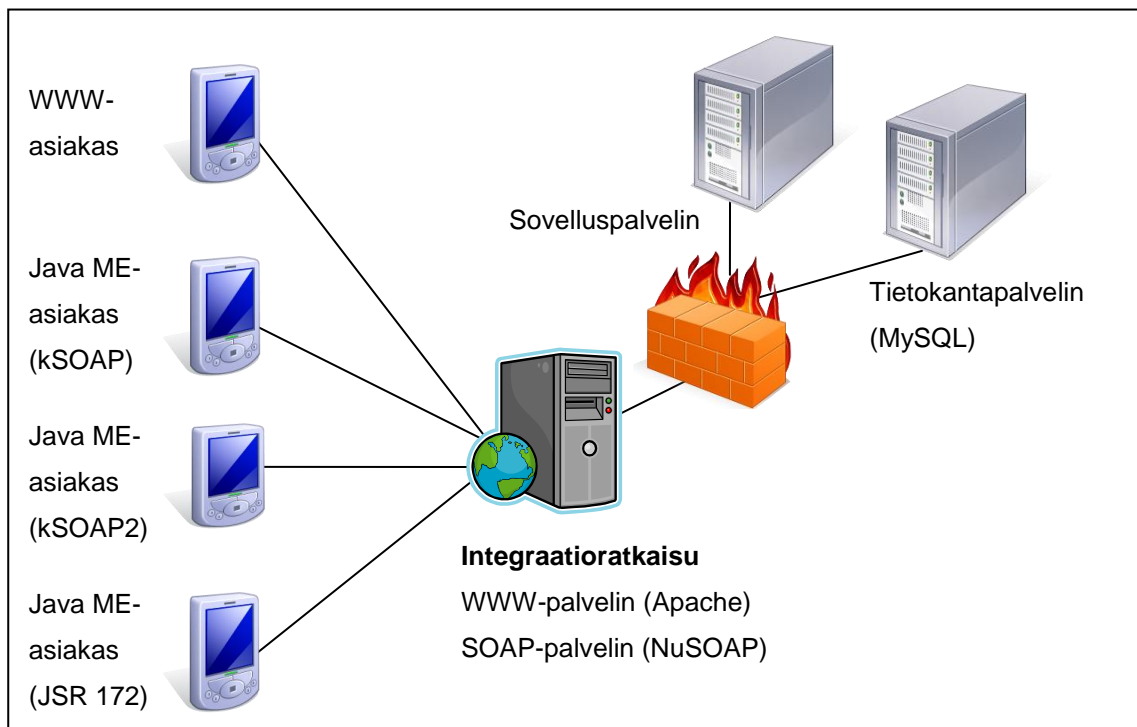 WWW-
asiakas
Java ME-
asiakas
(kSOAP)
Java ME-
asiakas
(kSOAP2)
Java ME-
asiakas
(JSR 172)
Sovelluspalvelin
Tietokantapalvelin
(MySQL)
Integraatioratkaisu
WWW-palvelin (Apache)
SOAP-palvelin (NuSOAP)